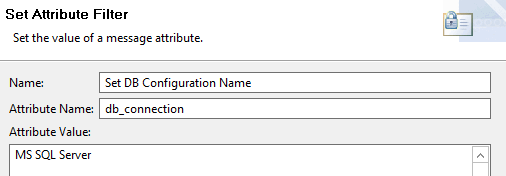 Set Attribute Filter
Set the value of a message attribute.
Name: Set DB Configuration Name
Attribute Name: db_connection
Attribute Value:
MS SQL Server